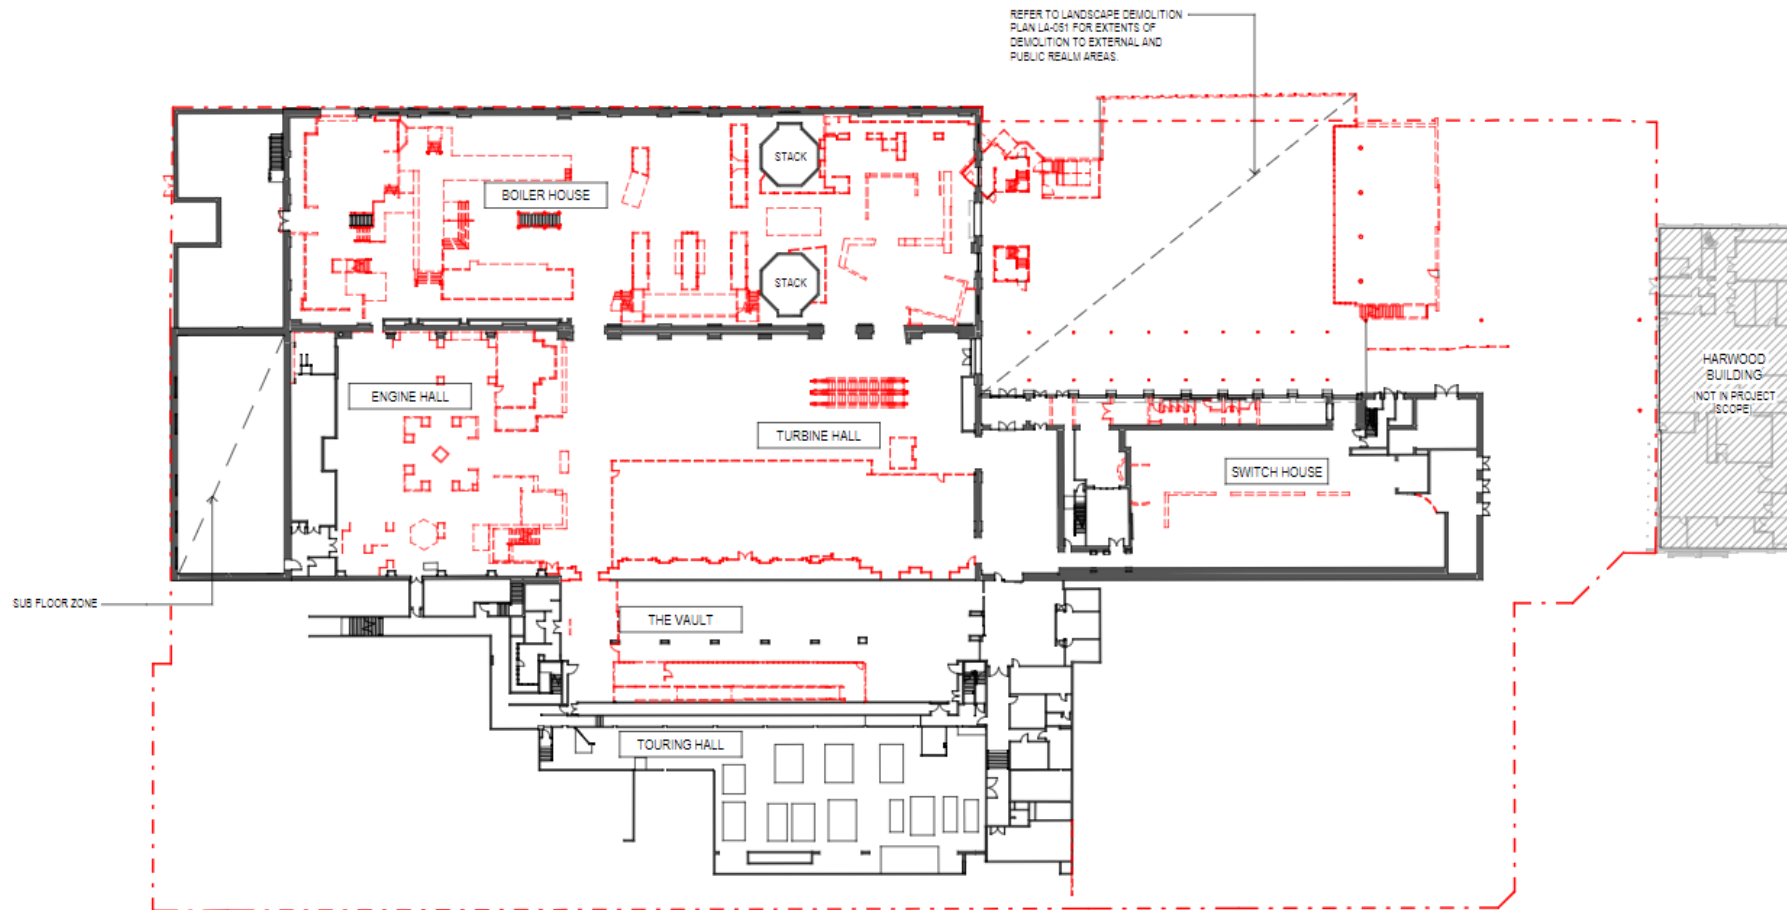 REFER TO LANDSCAPE DEMOLITION
PLAN LA-051 FOR EXTENTS OF
DEMOLITION TO EXTERNAL AND
PUBLIC REALM AREAS.
STACK
BOILER HOUSE
STACK
HARWOOD
BUILDING
(NOT IN PROJECT
SCOPE)
ENGINE HALL
TURBINE HALL
SWITCH HOUSE
SUB FLOOR ZONE
THE VAULT
TOURING HALL